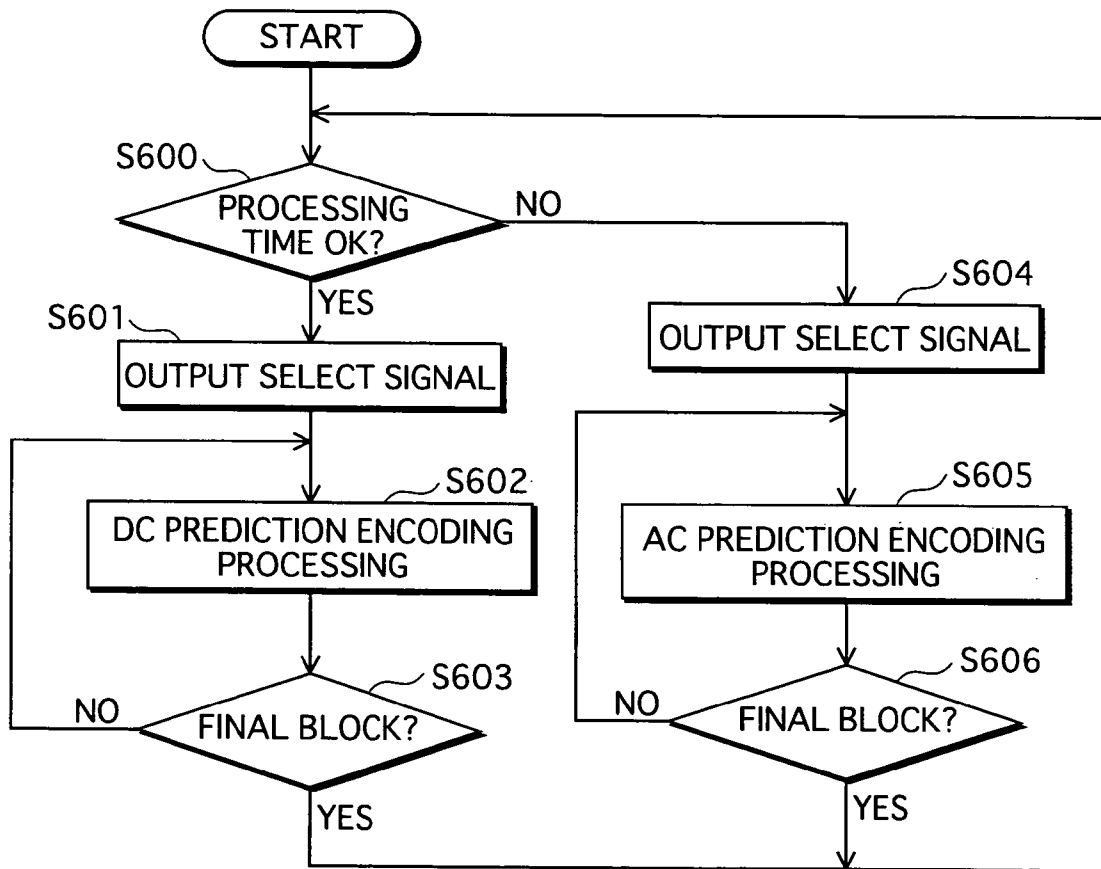 START
S600
PROCESSING
TIME OK?
NO
YES
S601
OUTPUT SELECT SIGNAL
S602
DC PREDICTION ENCODING
PROCESSING
S603
NO
FINAL BLOCK?
YES
S604
OUTPUT SELECT SIGNAL
S605
AC PREDICTION ENCODING
PROCESSING
S606
NO
FINAL BLOCK?
YES